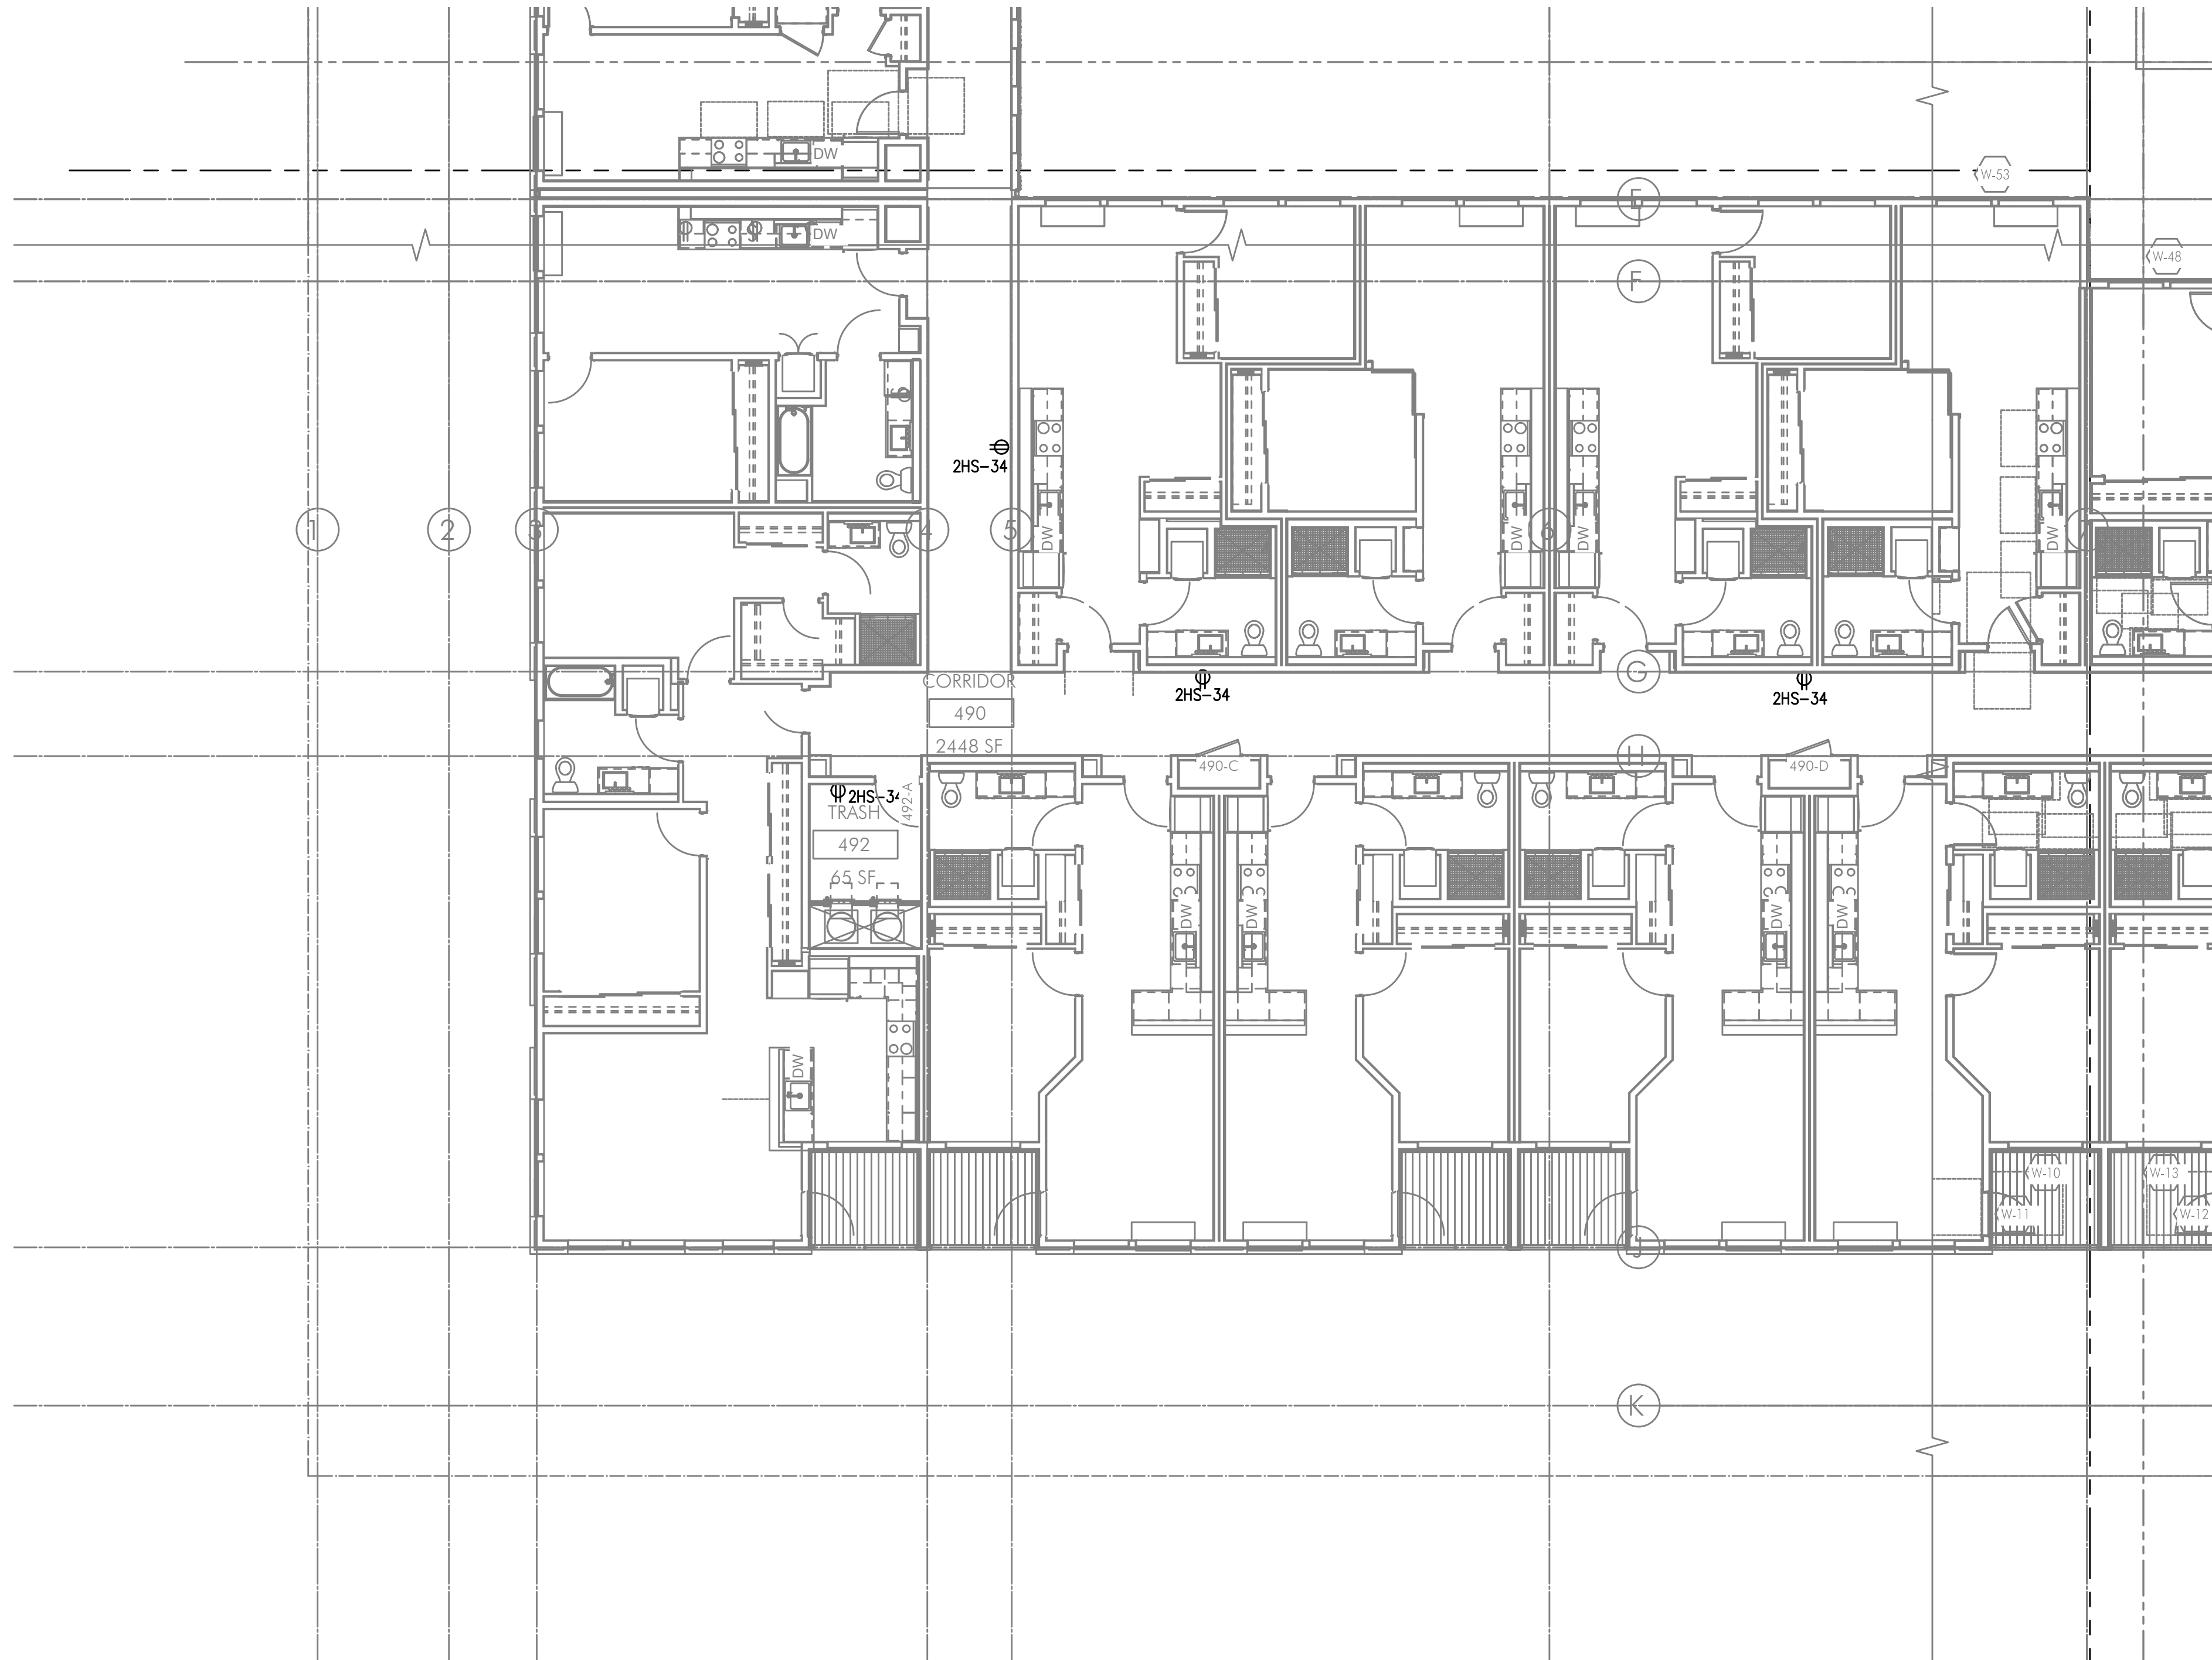 DW
W-53
E
DW
W-48
F
2HS-34
1
2
3
4
5
DW
DW
6
DW
DW
7
CORRIDOR
G
2HS-34
2HS-34
490
2448 SF
H
490-C
490-D
2HS-34
492-A
TRASH
492
65 SF
DW
DW
DW
DW
DW
W-10
W-13
W-11
W-12
J
K